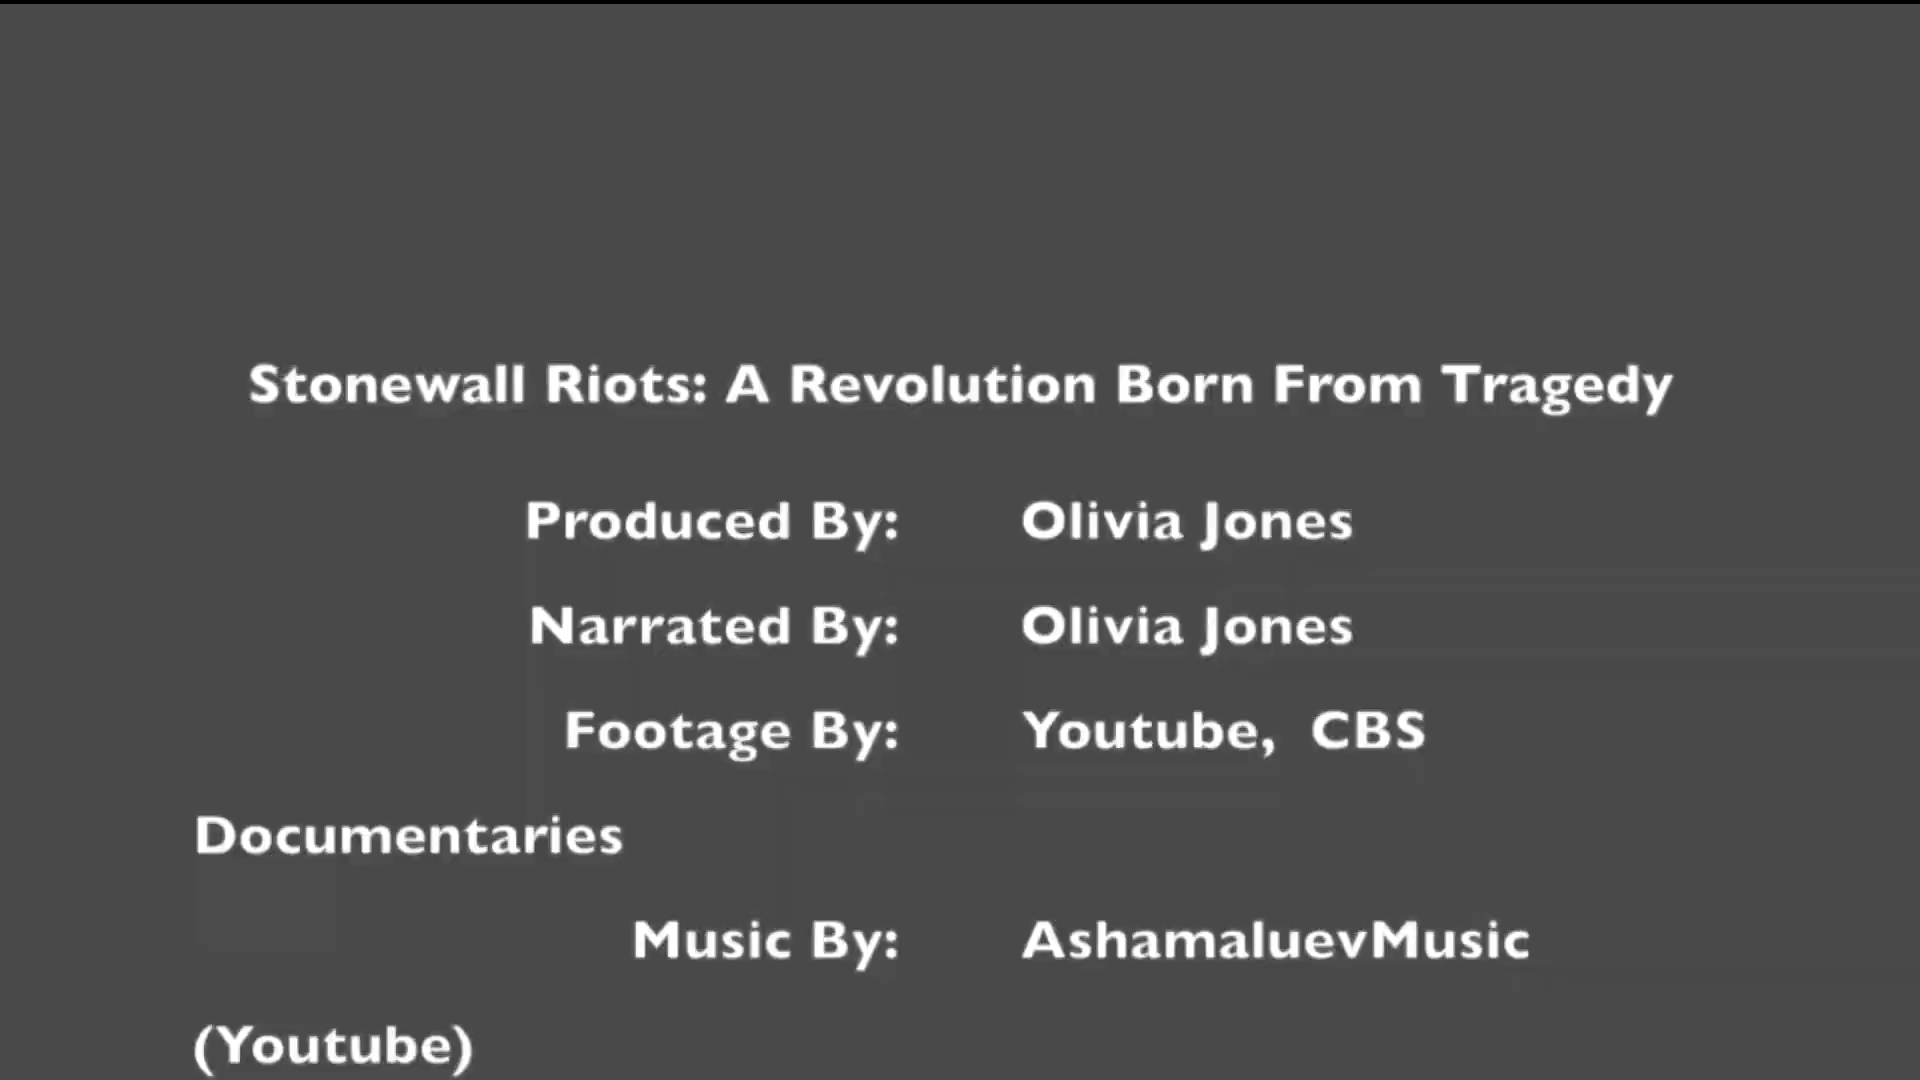 Stonewall Riots: A Revolution Born From Tragedy
Produced By: Olivia Jones
Narrated By: Olivia Jones
Footage By: Youtube, CBS
Documentaries
Music By: AshamaluevMusic
(Youtube)